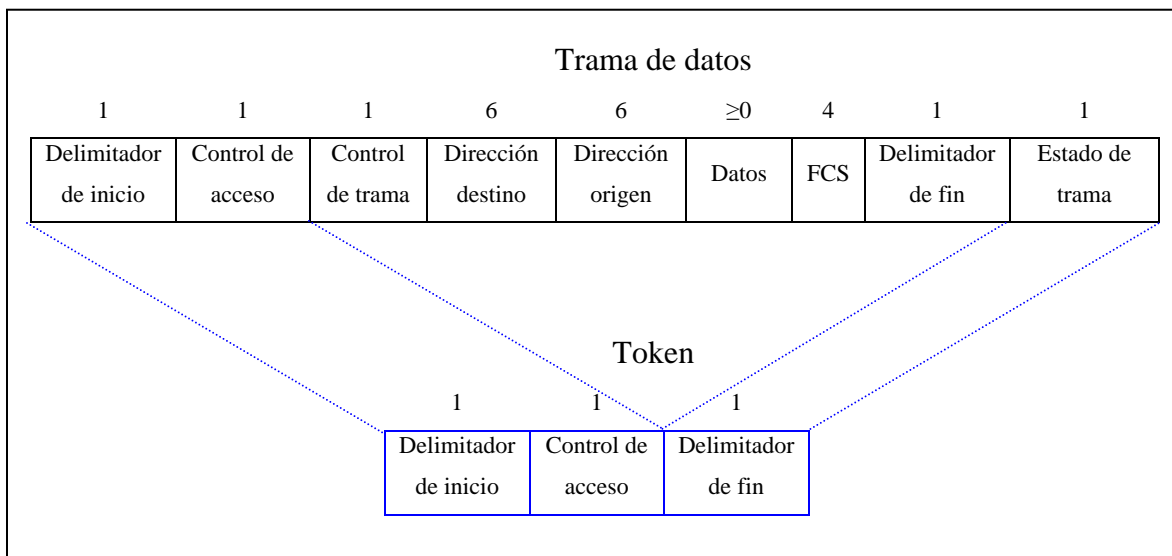 Trama de datos
1 1 1 6 6 ≥0 4 1 1
Delimitador de inicio
Control de acceso
Control de trama
Dirección destino
Dirección origen
Datos
FCS
Delimitador de fin
Estado de trama
Token
1 1 1
Delimitador de inicio
Control de acceso
Delimitador de fin